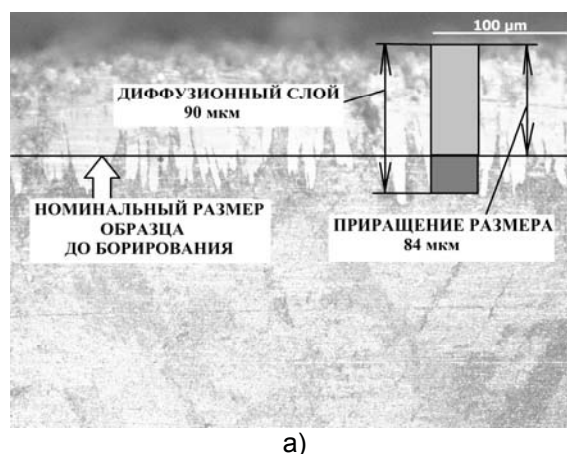 100 µm
ДИФФУЗИОННЫЙ СЛОЙ
90 мкм
НОМИНАЛЬНЫЙ РАЗМЕР
ОБРАЗЦА
ДО БОРИРОВАНИЯ
ПРИРАЩЕНИЕ РАЗМЕРА
84 мкм
а)